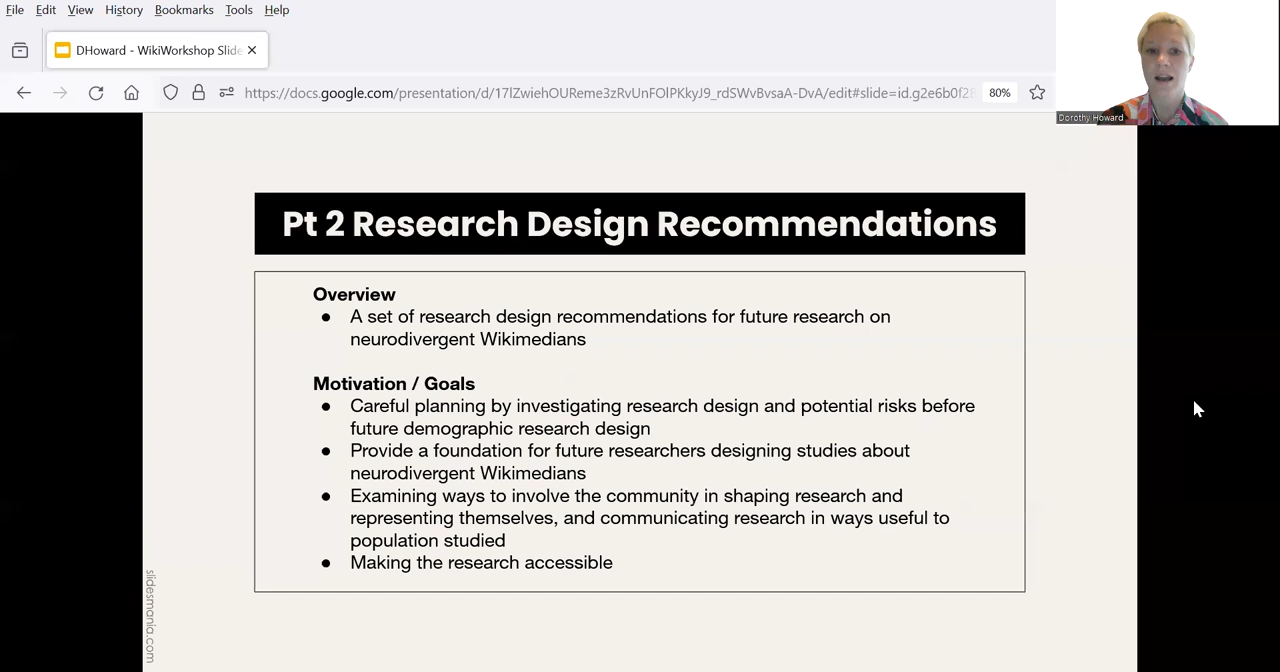 File Edit View History Bookmarks Tools Help
DHoward - WikiWorkshop Slide
https://docs.google.com/presentation/d/17lZwiehOUReme3zRvUnFOlPKkyJ9_rdSWvBvsaA-DvA/edit#slide=id.g2e6b0f28
80%
Dorothy Howard
Pt 2 Research Design Recommendations
Overview
● A set of research design recommendations for future research on
neurodivergent Wikimedians
Motivation / Goals
● Careful planning by investigating research design and potential risks before
future demographic research design
● Provide a foundation for future researchers designing studies about
neurodivergent Wikimedians
● Examining ways to involve the community in shaping research and
representing themselves, and communicating research in ways useful to
population studied
● Making the research accessible
slidesmania.com